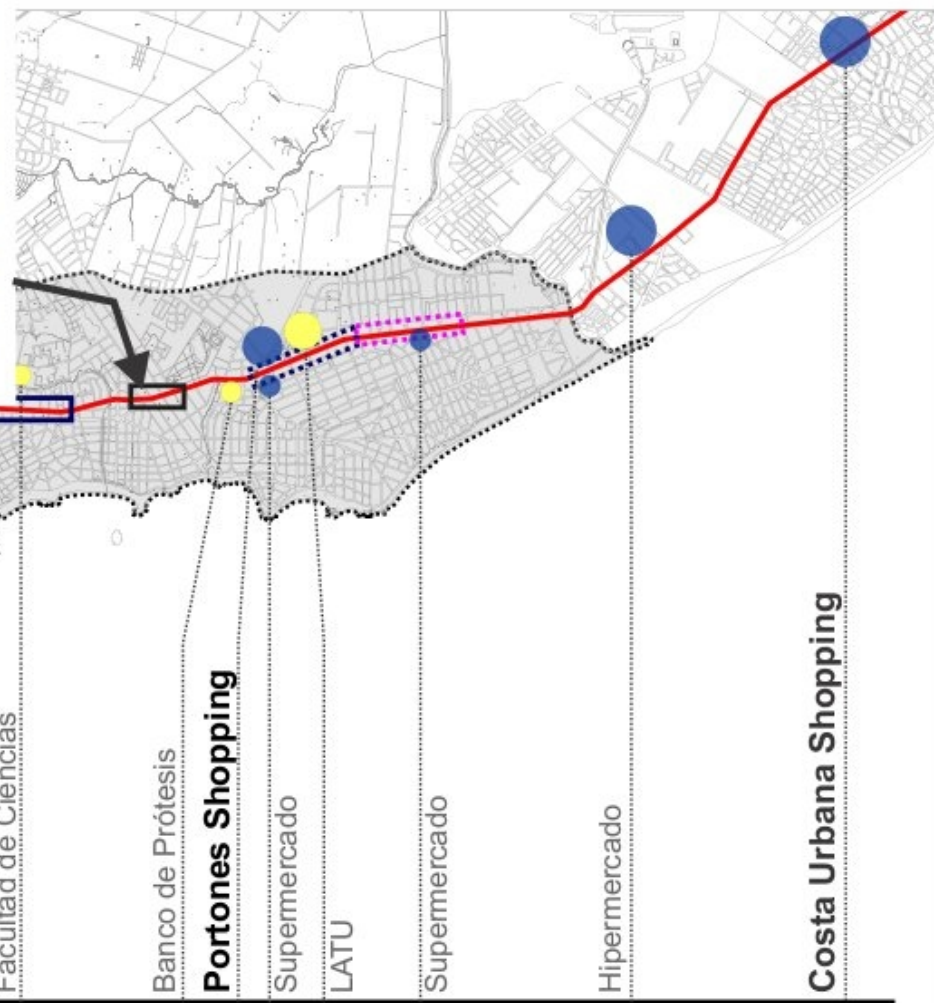 Facultad de Ciencias
Banco de Prótesis
Portones Shopping
Supermercado
LATU
Supermercado
Hipermercado
Costa Urbana Shopping